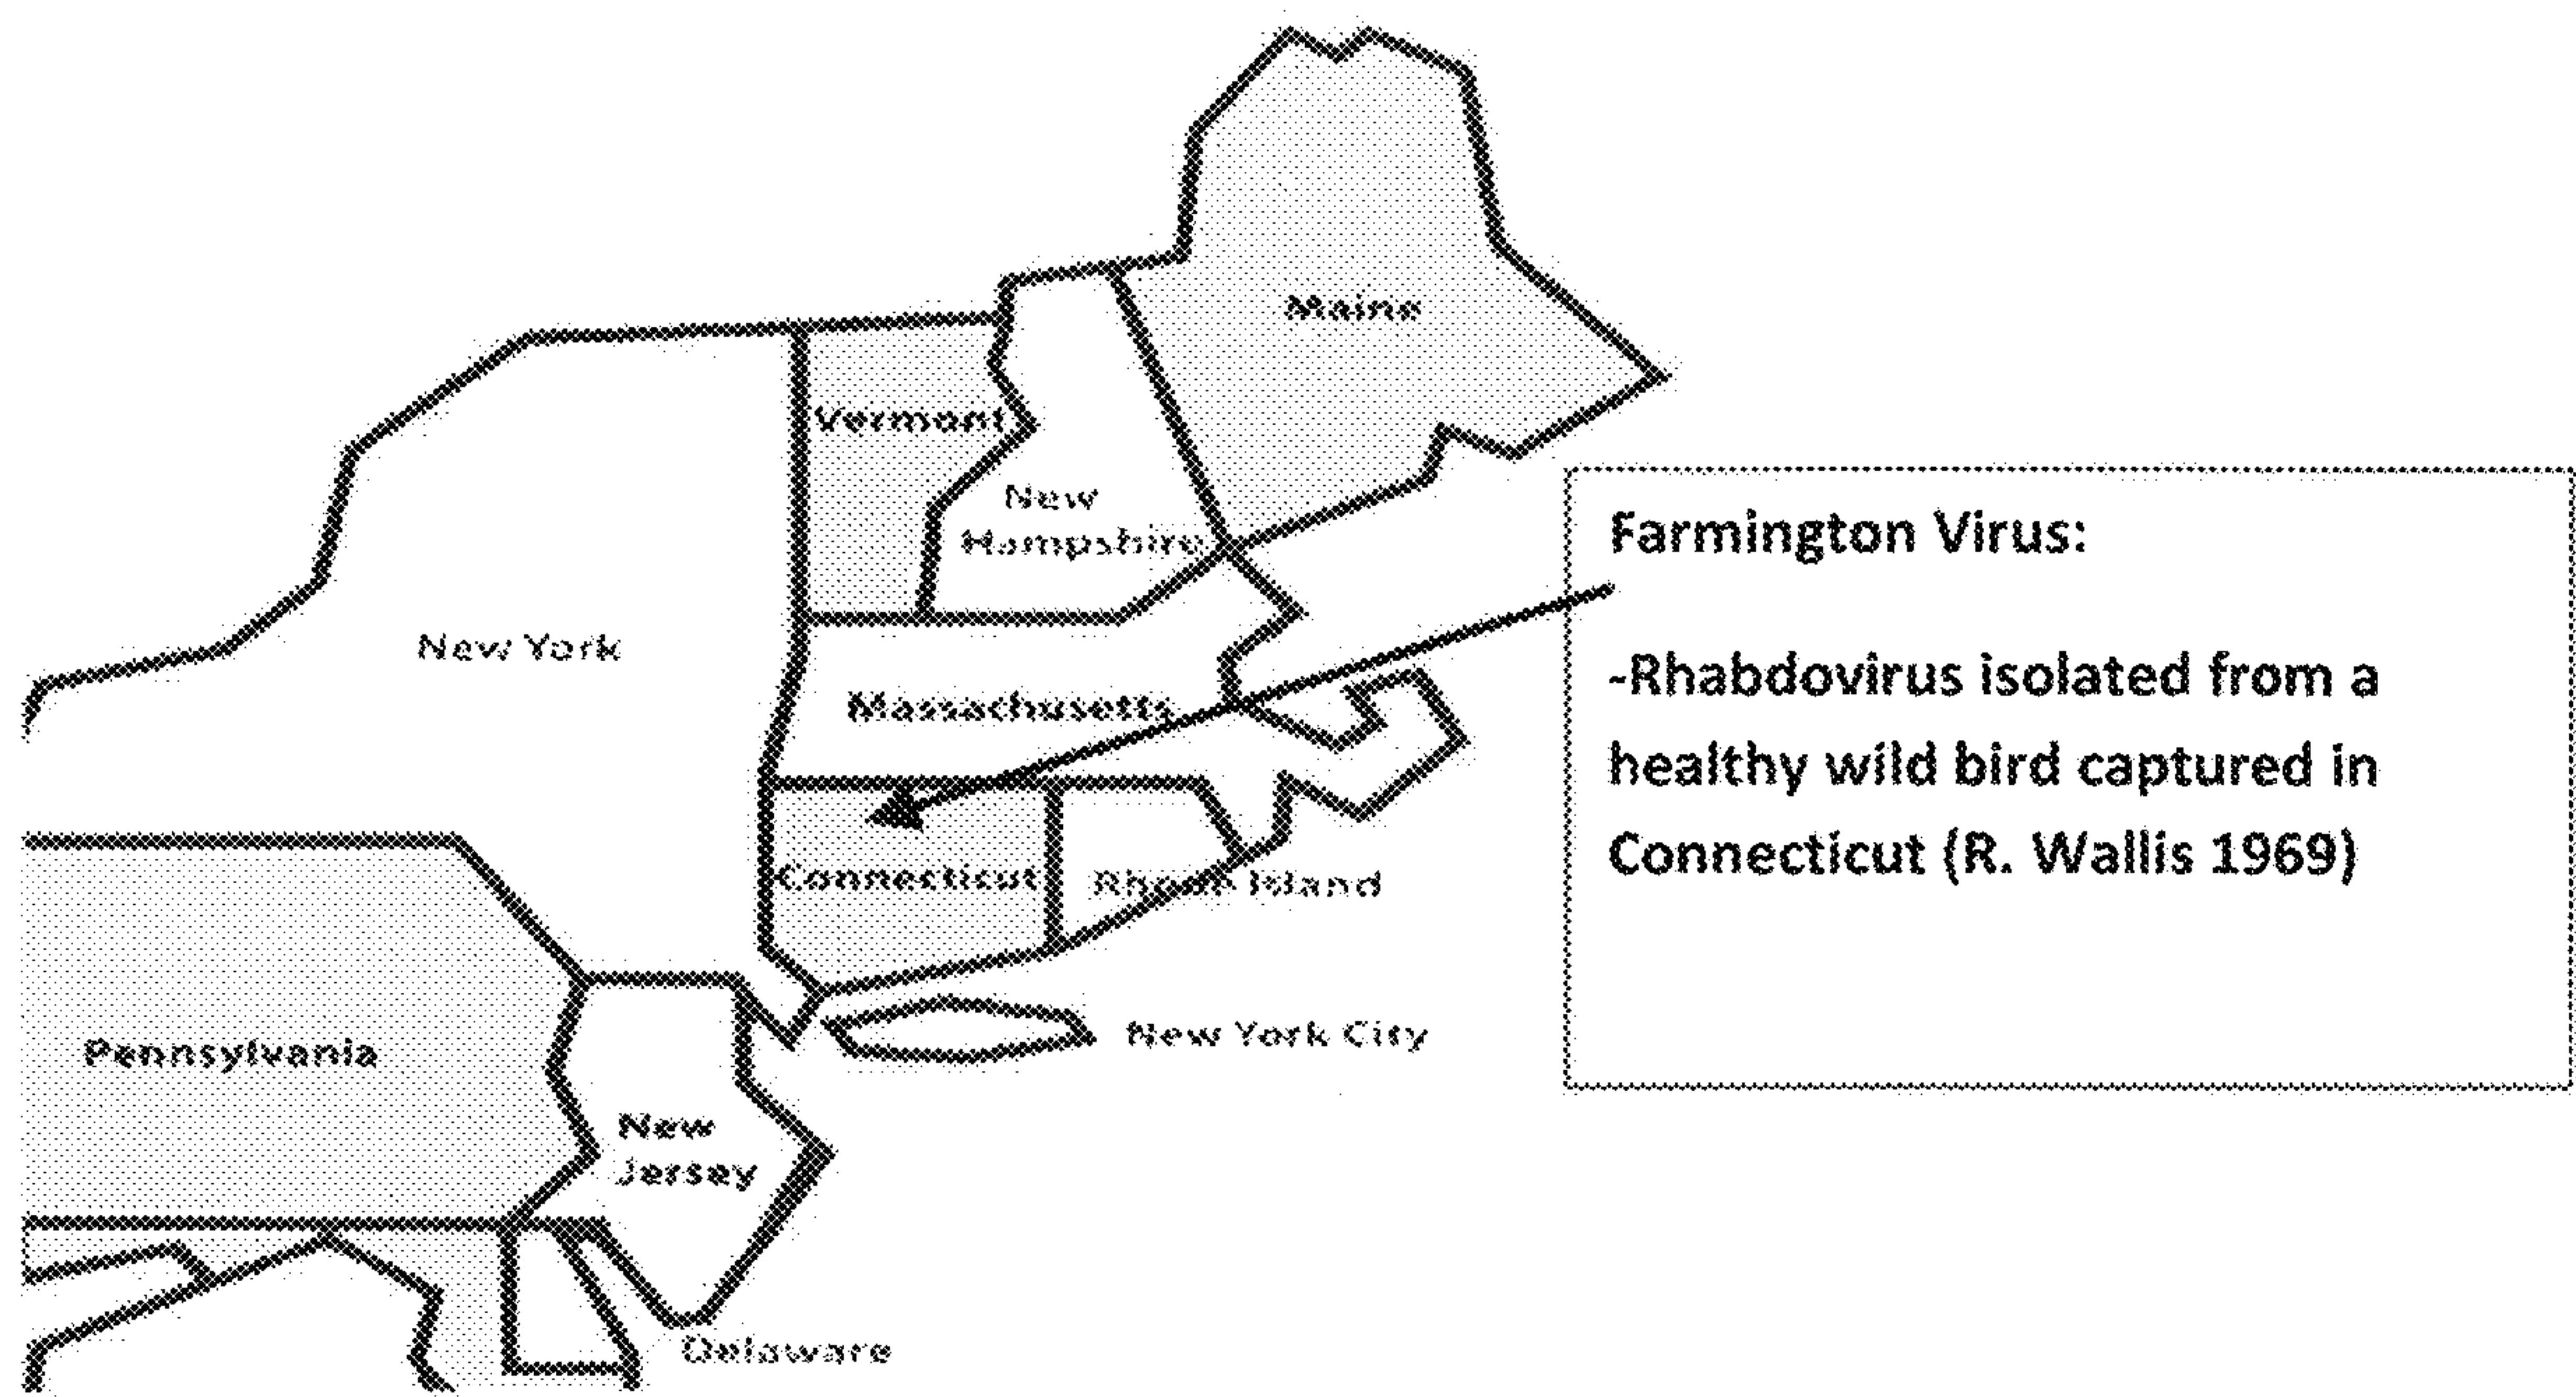 Maine
Vermont
New
Hampshire
New York
Massachusetts
Connecticut
Rhode Island
New York City
Pennsylvania
New
Jersey
Delaware
Farmington Virus:
-Rhabdovirus isolated from a
healthy wild bird captured in
Connecticut (R. Wallis 1969)